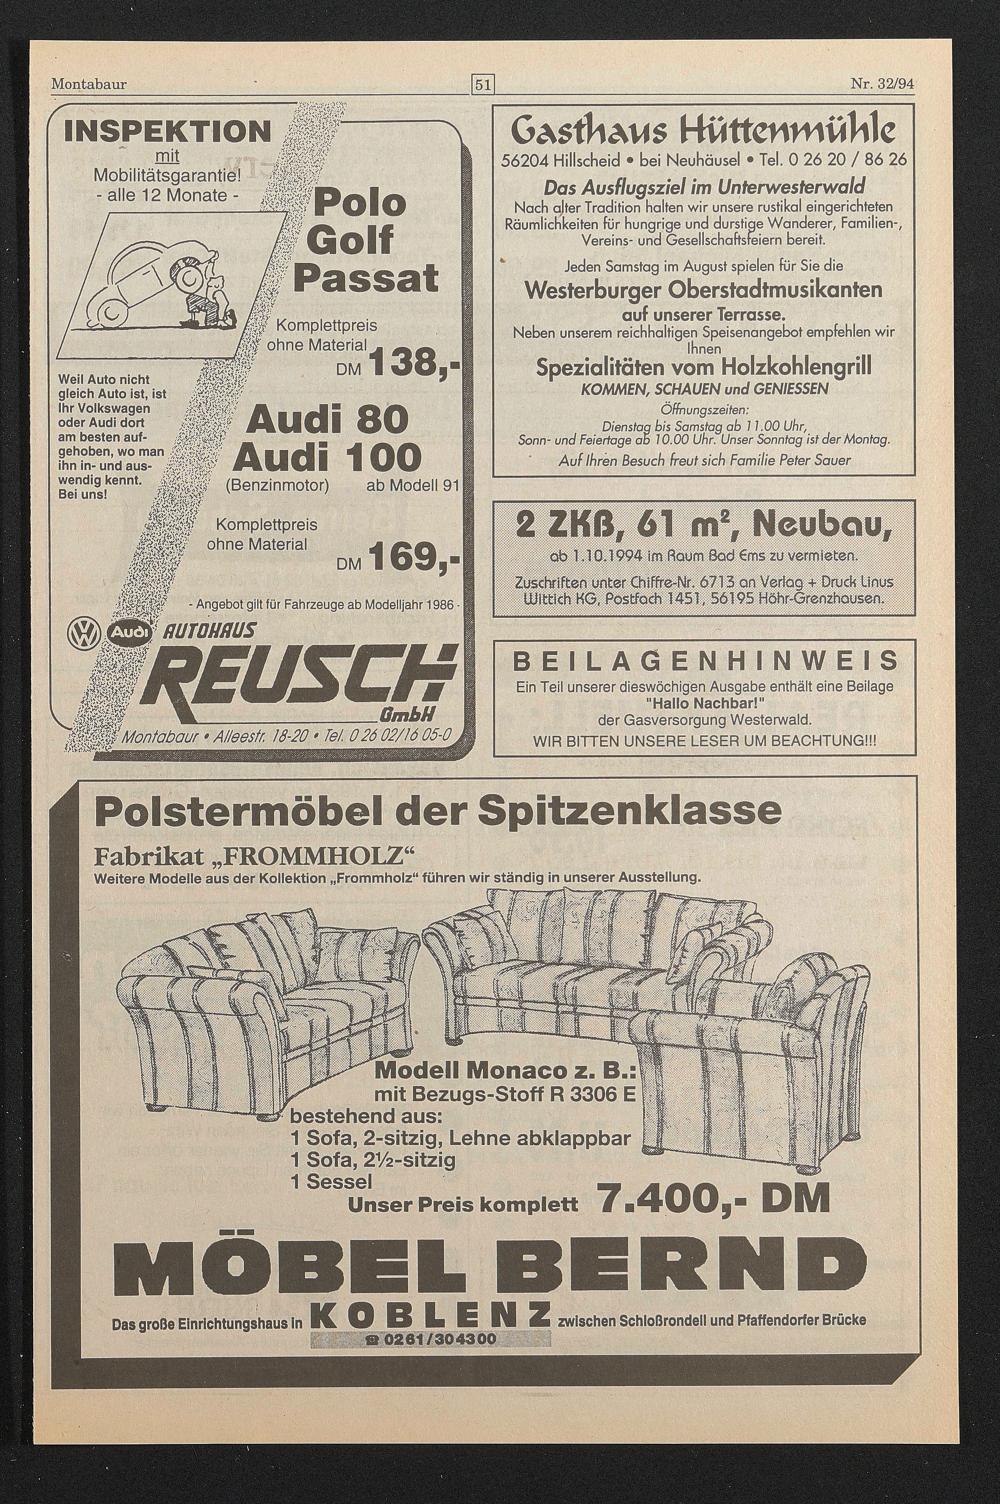 Montabaur
51
Nr. 32/94
INSPEKTION
mit
Mobilitätsgarantie!
- alle 12 Monate -
Polo
Golf
Passat
Komplettpreis
ohne Material
DM 138,-
Weil Auto nicht
gleich Auto ist, ist
Ihr Volkswagen
oder Audi dort
am besten auf-
gehoben, wo man
ihn in- und aus-
wendig kennt.
Bei uns!
Audi 80
Audi 100
(Benzinmotor) ab Modell 91
Komplettpreis
ohne Material
DM 169,-
- Angebot gilt für Fahrzeuge ab Modelljahr 1986 -
Audi AUTOHAUS
REUSCH
GmbH
Montabaur • Alleestr. 18-20 • Tel. 0 26 02/16 05-0
Gasthaus Hüttenmühle
56204 Hillscheid • bei Neuhäusel • Tel. 0 26 20 / 86 26
Das Ausflugsziel im Unterwesterwald
Nach alter Tradition halten wir unsere rustikal eingerichteten
Räumlichkeiten für hungrige und durstige Wanderer, Familien-,
Vereins- und Gesellschaftsfeiern bereit.
Jeden Samstag im August spielen für Sie die
Westerburger Oberstadtmusikanten
auf unserer Terrasse.
Neben unserem reichhaltigen Speisenangebot empfehlen wir
Ihnen
Spezialitäten vom Holzkohlengrill
KOMMEN, SCHAUEN und GENIESSEN
Öffnungszeiten:
Dienstag bis Samstag ab 11.00 Uhr,
Sonn- und Feiertage ab 10.00 Uhr. Unser Sonntag ist der Montag.
Auf Ihren Besuch freut sich Familie Peter Sauer
2 ZKB, 61 m², Neubau,
ab 1.10.1994 im Raum Bad Ems zu vermieten.
Zuschriften unter Chiffre-Nr. 6713 an Verlag + Druck Linus
Wittich KG, Postfach 1451, 56195 Höhr-Grenzhausen.
BEILAGENHINWEIS
Ein Teil unserer dieswöchigen Ausgabe enthält eine Beilage
"Hallo Nachbar!"
der Gasversorgung Westerwald.
WIR BITTEN UNSERE LESER UM BEACHTUNG!!!
Polstermöbel der Spitzenklasse
Fabrikat „FROMMHOLZ“
Weitere Modelle aus der Kollektion „Frommholz“ führen wir ständig in unserer Ausstellung.
Modell Monaco z. B.:
mit Bezugs-Stoff R 3306 E
bestehend aus:
1 Sofa, 2-sitzig, Lehne abklappbar
1 Sofa, 2½-sitzig
1 Sessel
Unser Preis komplett 7.400,- DM
MÖBEL BERND
Das große Einrichtungshaus in KOBLENZ zwischen Schloßrondell und Pfaffendorfer Brücke
☎ 0261/304300